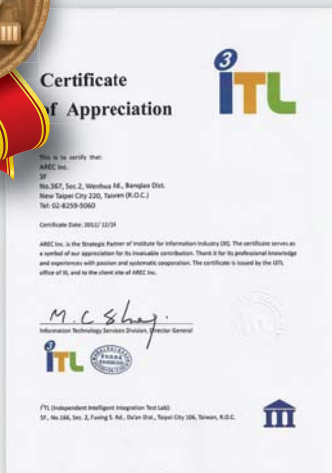 3
iTL
Certificate
of Appreciation
This is to certify that:
AREC Inc.
3F
No.367, Sec.2, Wenhua Rd., Banqiao Dist.
New Taipei City 220, Taiwan (R.O.C.)
Tel: 02-8259-5060
Certificate Date: 2011/ 12/
AREC Inc. is the Strategic Partner of Institute for Information Industry (III). The certificate serves as
a symbol of our appreciation for its invaluable contribution. Thank it for its professional knowledge
and experiences with passion and systematic cooperation. The certificate is issued by the I3TL
office of III, and to the client site of AREC Inc.
Information Technology Services Division, Director General
3
iTL
I³TL (Independent Intelligent Integration Test Lab):
5F., No.166, Sec. 2, Fuxing S. Rd., Da'an Dist., Taipei City 106, Taiwan, R.O.C.